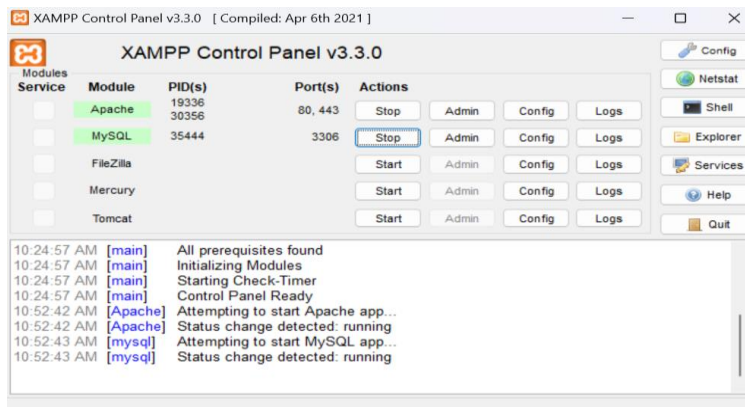 XAMPP Control Panel v3.3.0 [ Compiled: Apr 6th 2021 ]
XAMPP Control Panel v3.3.0
Config
Modules
Service Module PID(s) Port(s) Actions
Netstat
Apache 19336 30356 80, 443 Stop Admin Config Logs
Shell
MySQL 35444 3306 Stop Admin Config Logs
Explorer
FileZilla Start Admin Config Logs
Services
Mercury Start Admin Config Logs
Help
Tomcat Start Admin Config Logs
Quit
10:24:57 AM [main] All prerequisites found
10:24:57 AM [main] Initializing Modules
10:24:57 AM [main] Starting Check-Timer
10:24:57 AM [main] Control Panel Ready
10:52:42 AM [Apache] Attempting to start Apache app...
10:52:42 AM [Apache] Status change detected: running
10:52:43 AM [mysql] Attempting to start MySQL app...
10:52:43 AM [mysql] Status change detected: running